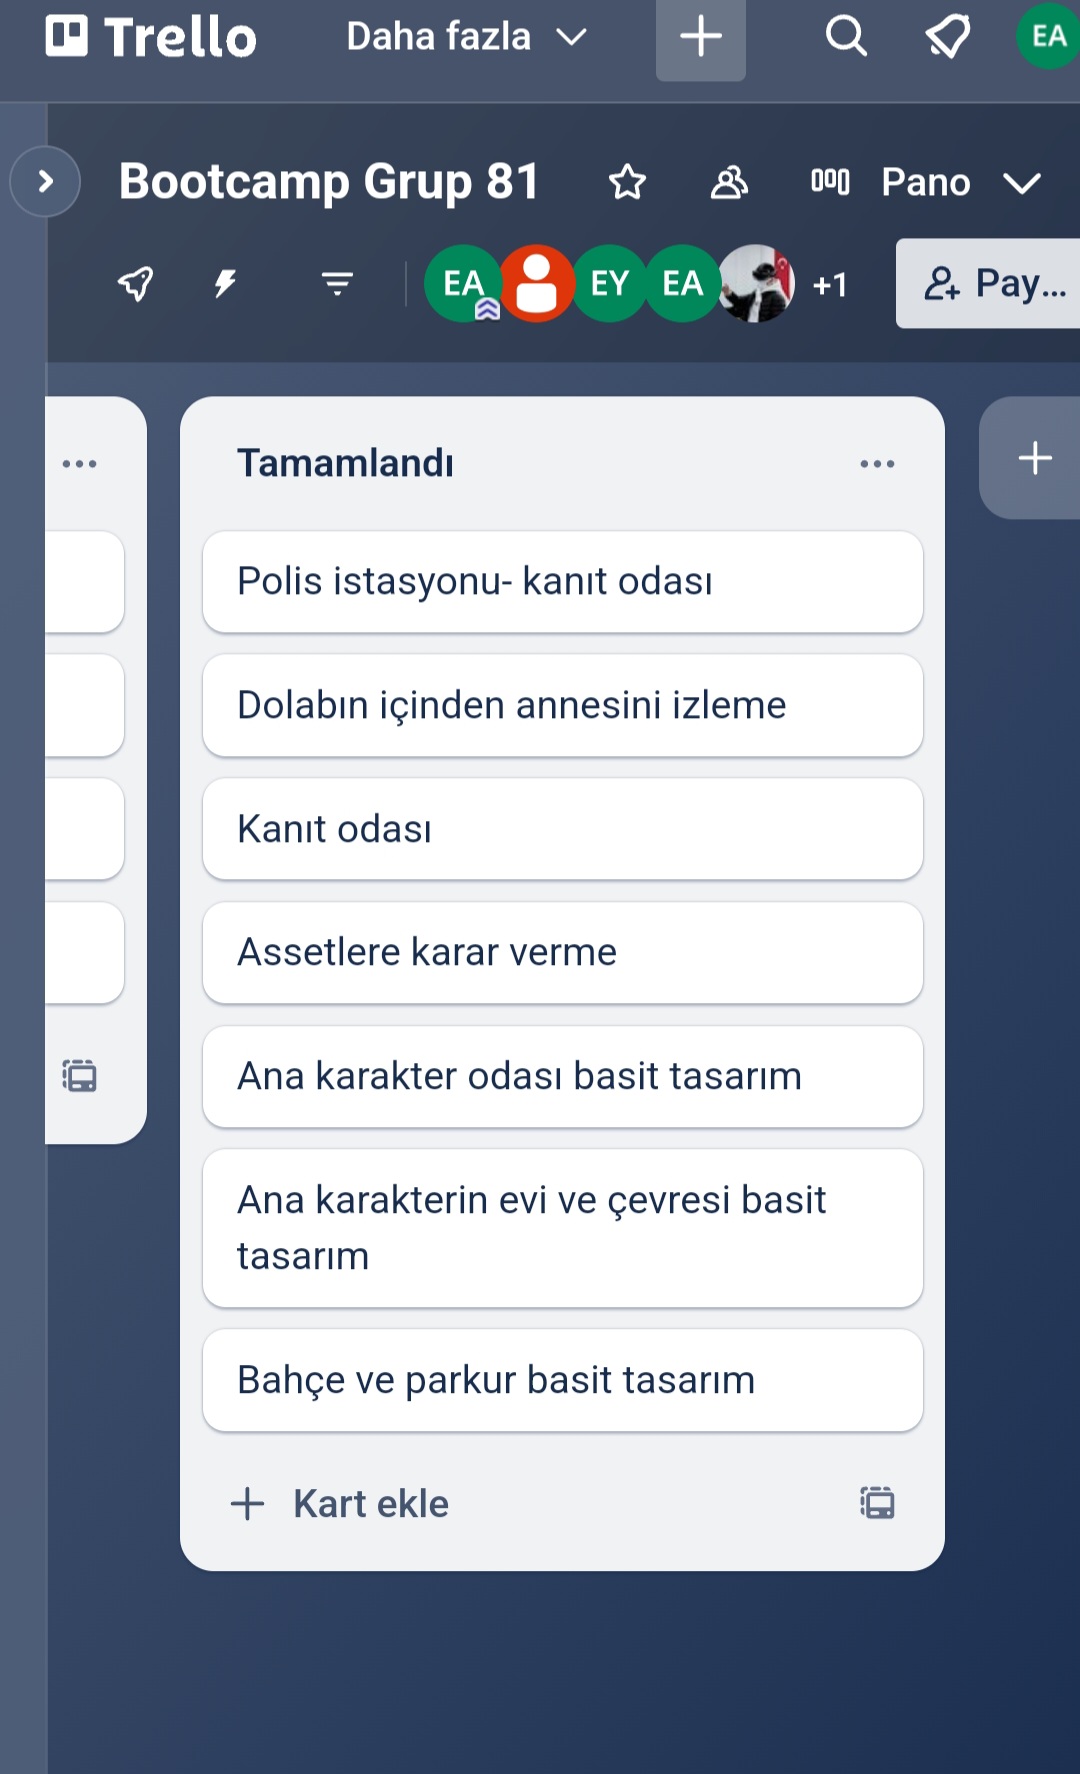 Trello
Daha fazla
EA
Bootcamp Grup 81
Pano
EA
EY
EA
+1
Pay...
Tamamlandı
Polis istasyonu- kanıt odası
Dolabın içinden annesini izleme
Kanıt odası
Assetlere karar verme
Ana karakter odası basit tasarım
Ana karakterin evi ve çevresi basit
tasarım
Bahçe ve parkur basit tasarım
Kart ekle